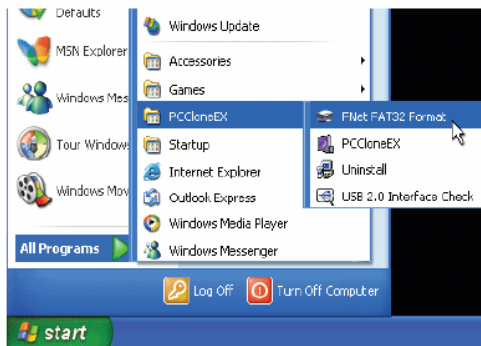 Defaults
MSN Explorer
Windows Mes
Tour Windows
Windows Mov
All Programs
Windows Update
Accessories
Games
PCCloneEX
Startup
Internet Explorer
Outlook Express
Windows Media Player
Windows Messenger
FNet FAT32 Format
PCCloneEX
Uninstall
USB 2.0 Interface Check
Log Off
Turn Off Computer
start